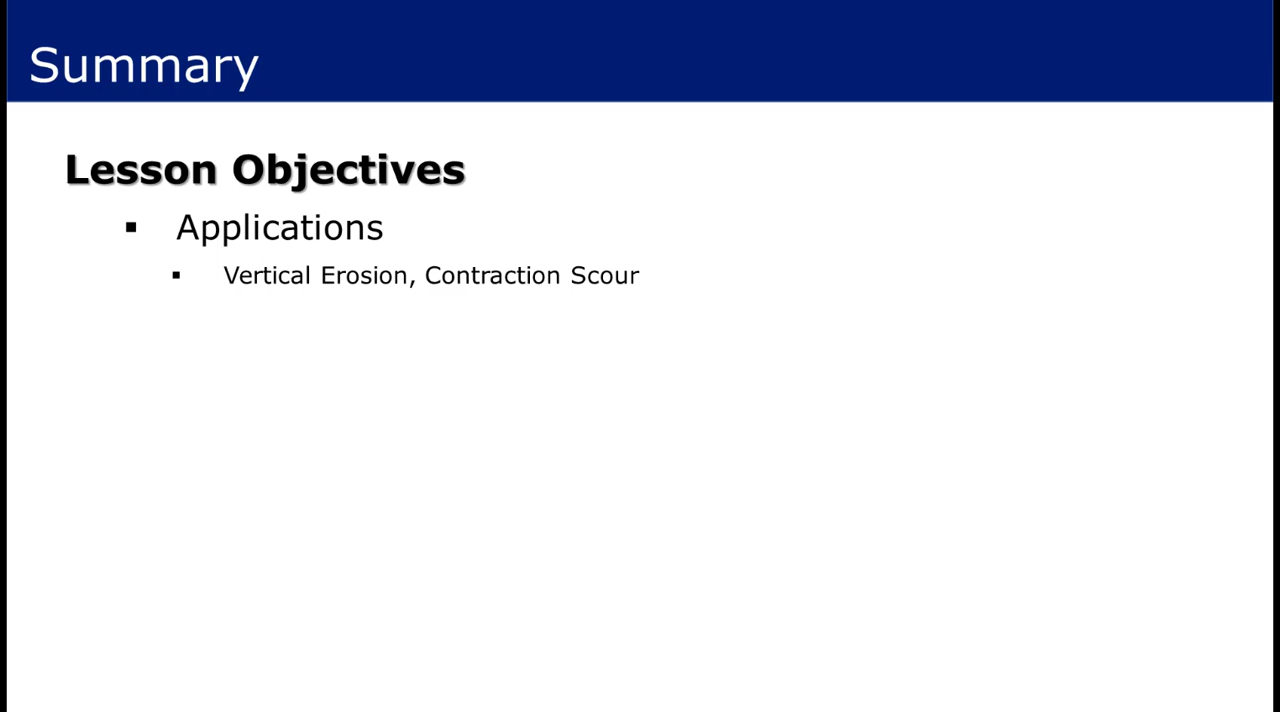 Summary
Lesson Objectives
▪ Applications
▪ Vertical Erosion, Contraction Scour